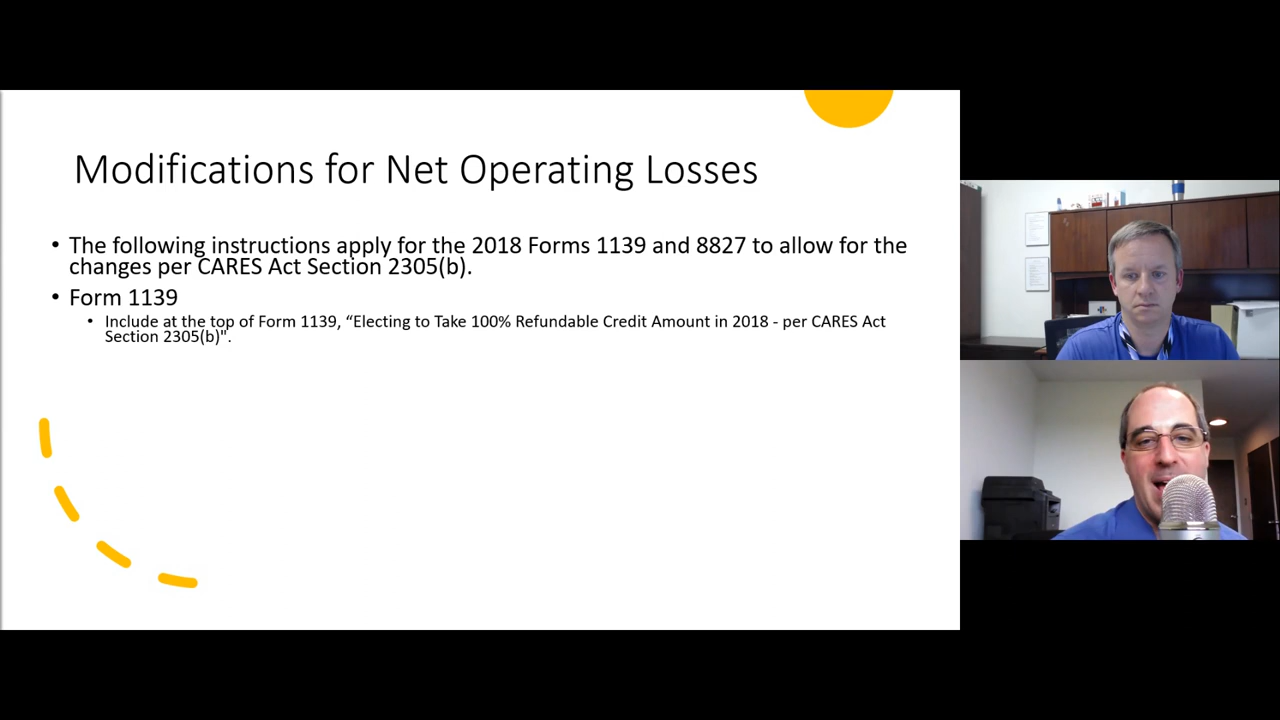 Modifications for Net Operating Losses
• The following instructions apply for the 2018 Forms 1139 and 8827 to allow for the
changes per CARES Act Section 2305(b).
• Form 1139
• Include at the top of Form 1139, “Electing to Take 100% Refundable Credit Amount in 2018 - per CARES Act
Section 2305(b)".